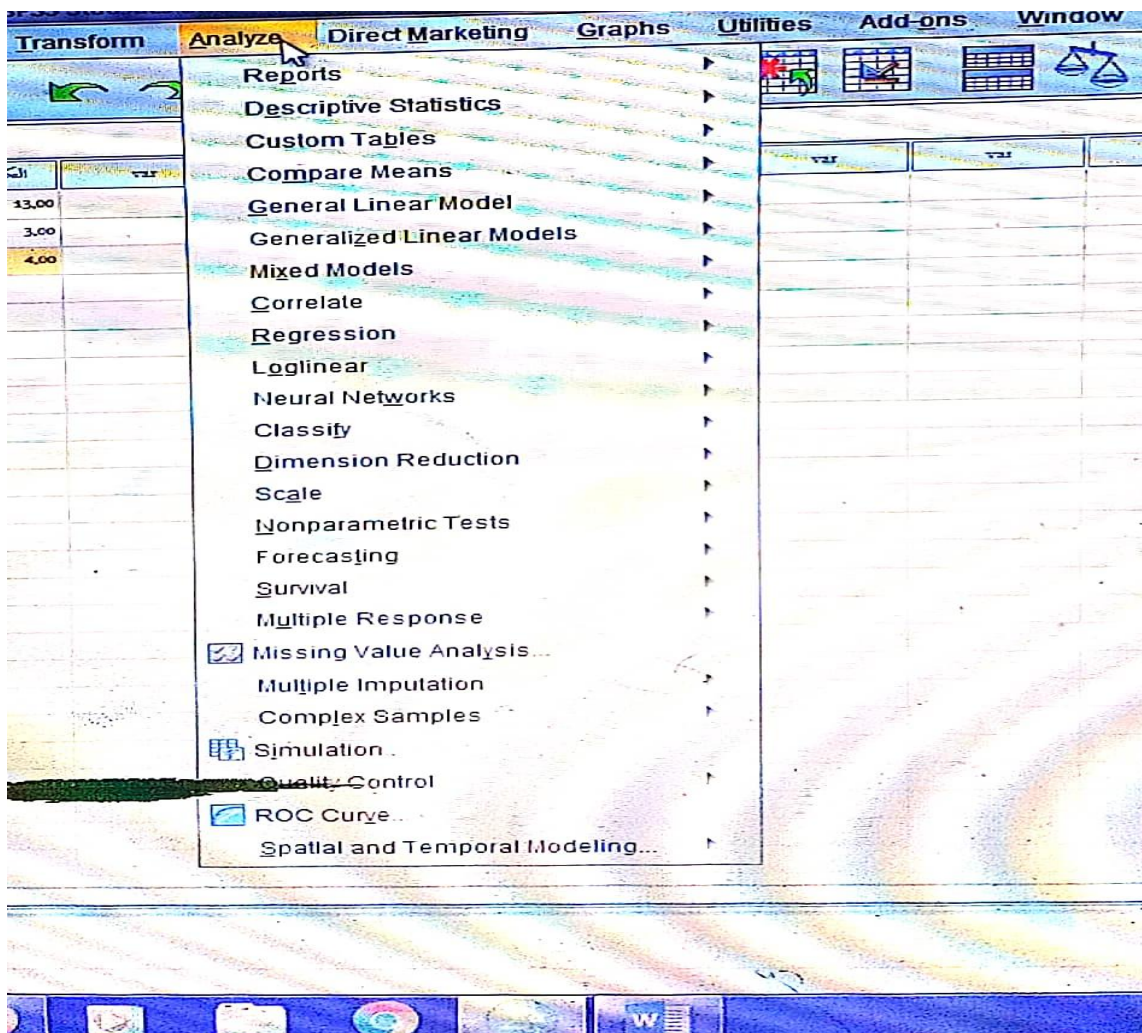 Transform Analyze Direct Marketing Graphs Utilities Add-ons Window
Reports
Descriptive Statistics
Custom Tables
Compare Means
General Linear Model
Generalized Linear Models
Mixed Models
Correlate
Regression
Loglinear
Neural Networks
Classify
Dimension Reduction
Scale
Nonparametric Tests
Forecasting
Survival
Multiple Response
Missing Value Analysis...
Multiple Imputation
Complex Samples
Simulation...
Quality Control
ROC Curve...
Spatial and Temporal Modeling...
var var var
13,00
3,00
4,00
W